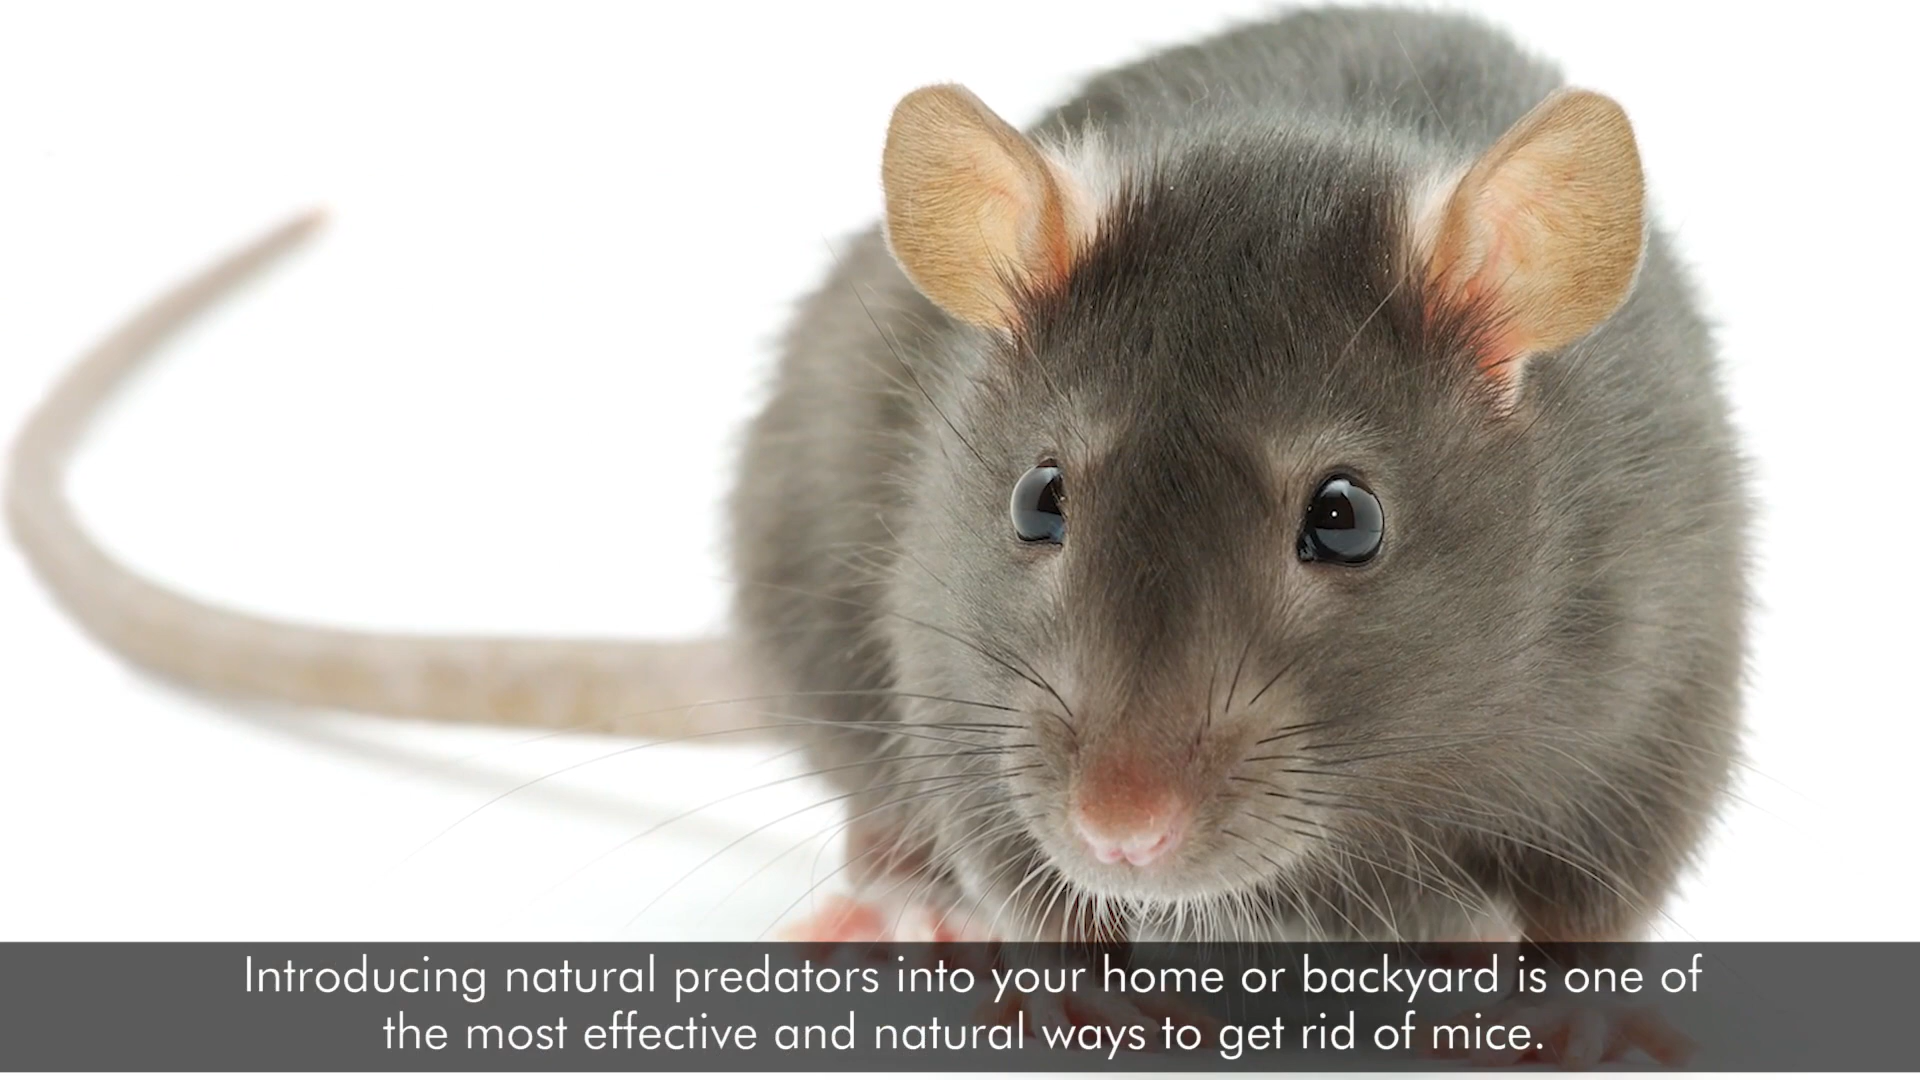 Introducing natural predators into your home or backyard is one of
the most effective and natural ways to get rid of mice.